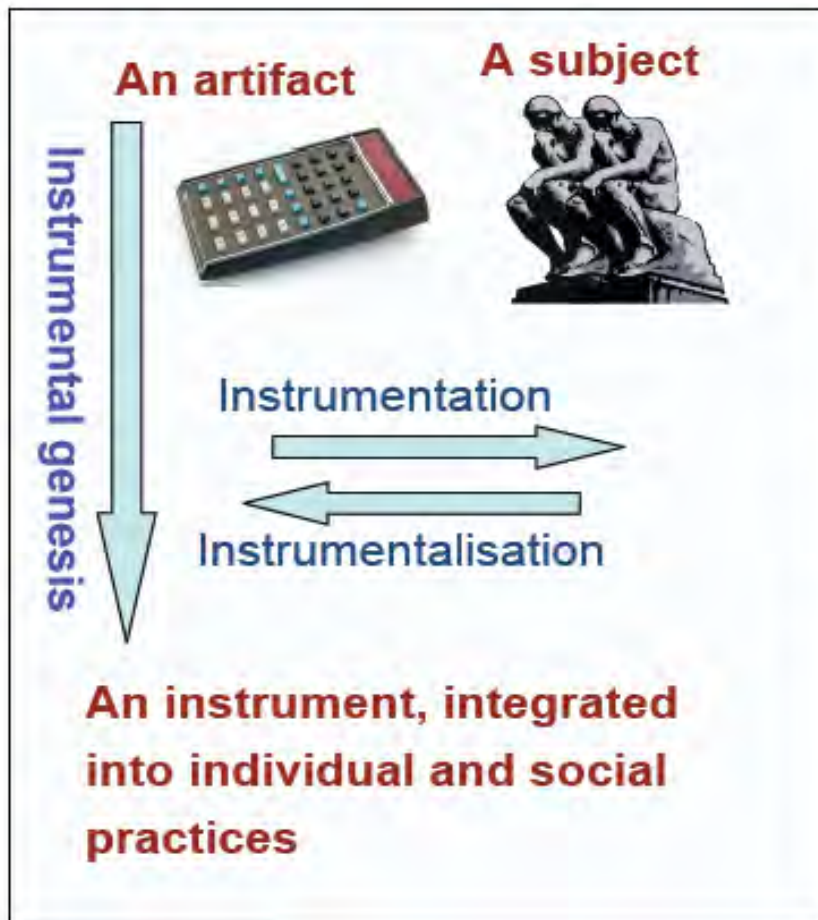 An artifact
A subject
Instrumental genesis
Instrumentation
Instrumentalisation
An instrument, integrated
into individual and social
practices